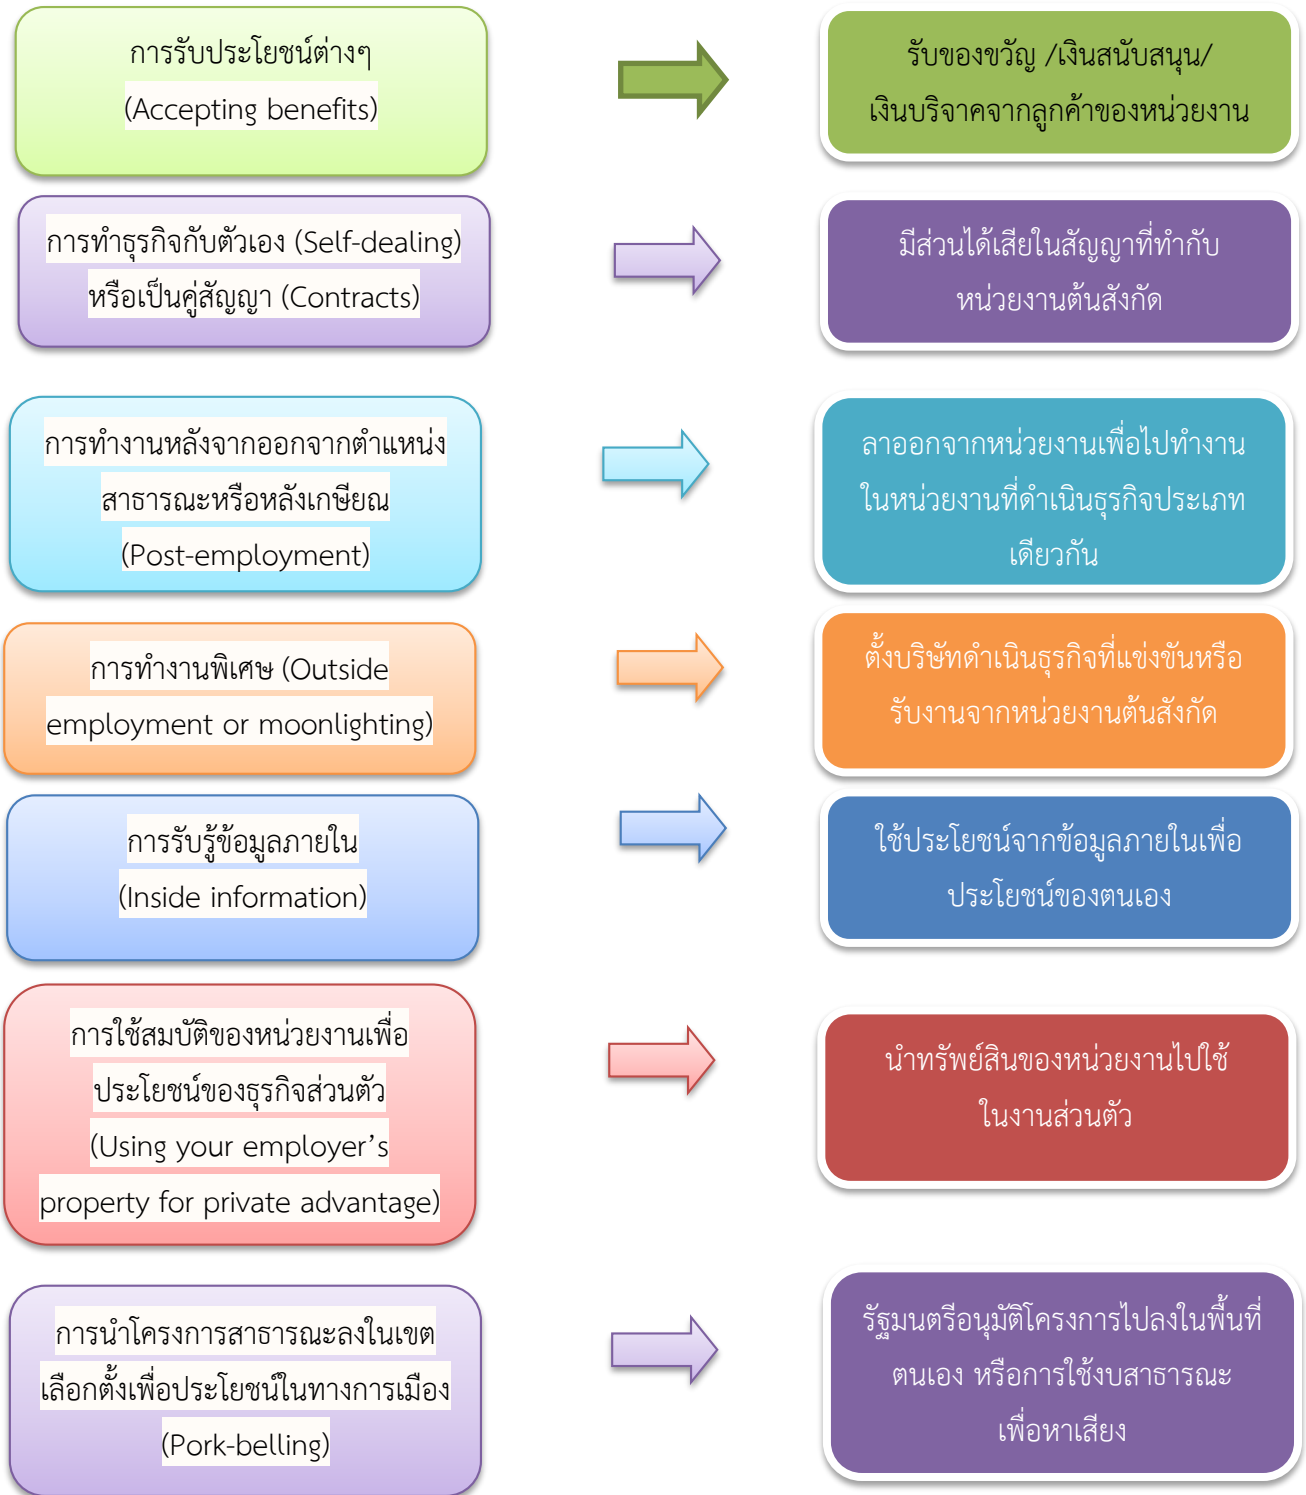 การรับประโยชน์ต่างๆ
(Accepting benefits)
รับของขวัญ /เงินสนับสนุน/
เงินบริจาคจากลูกค้าของหน่วยงาน
การทำธุรกิจกับตัวเอง (Self-dealing)
หรือเป็นคู่สัญญา (Contracts)
มีส่วนได้เสียในสัญญาที่ทำกับ
หน่วยงานต้นสังกัด
การทำงานหลังจากออกจากตำแหน่ง
สาธารณะหรือหลังเกษียณ
(Post-employment)
ลาออกจากหน่วยงานเพื่อไปทำงาน
ในหน่วยงานที่ดำเนินธุรกิจประเภท
เดียวกัน
การทำงานพิเศษ (Outside
employment or moonlighting)
ตั้งบริษัทดำเนินธุรกิจที่แข่งขันหรือ
รับงานจากหน่วยงานต้นสังกัด
การรับรู้ข้อมูลภายใน
(Inside information)
ใช้ประโยชน์จากข้อมูลภายในเพื่อ
ประโยชน์ของตนเอง
การใช้สมบัติของหน่วยงานเพื่อ
ประโยชน์ของธุรกิจส่วนตัว
(Using your employer’s
property for private advantage)
นำทรัพย์สินของหน่วยงานไปใช้
ในงานส่วนตัว
การนำโครงการสาธารณะลงในเขต
เลือกตั้งเพื่อประโยชน์ในทางการเมือง
(Pork-belling)
รัฐมนตรีอนุมัติโครงการไปลงในพื้นที่
ตนเอง หรือการใช้งบสาธารณะ
เพื่อหาเสียง